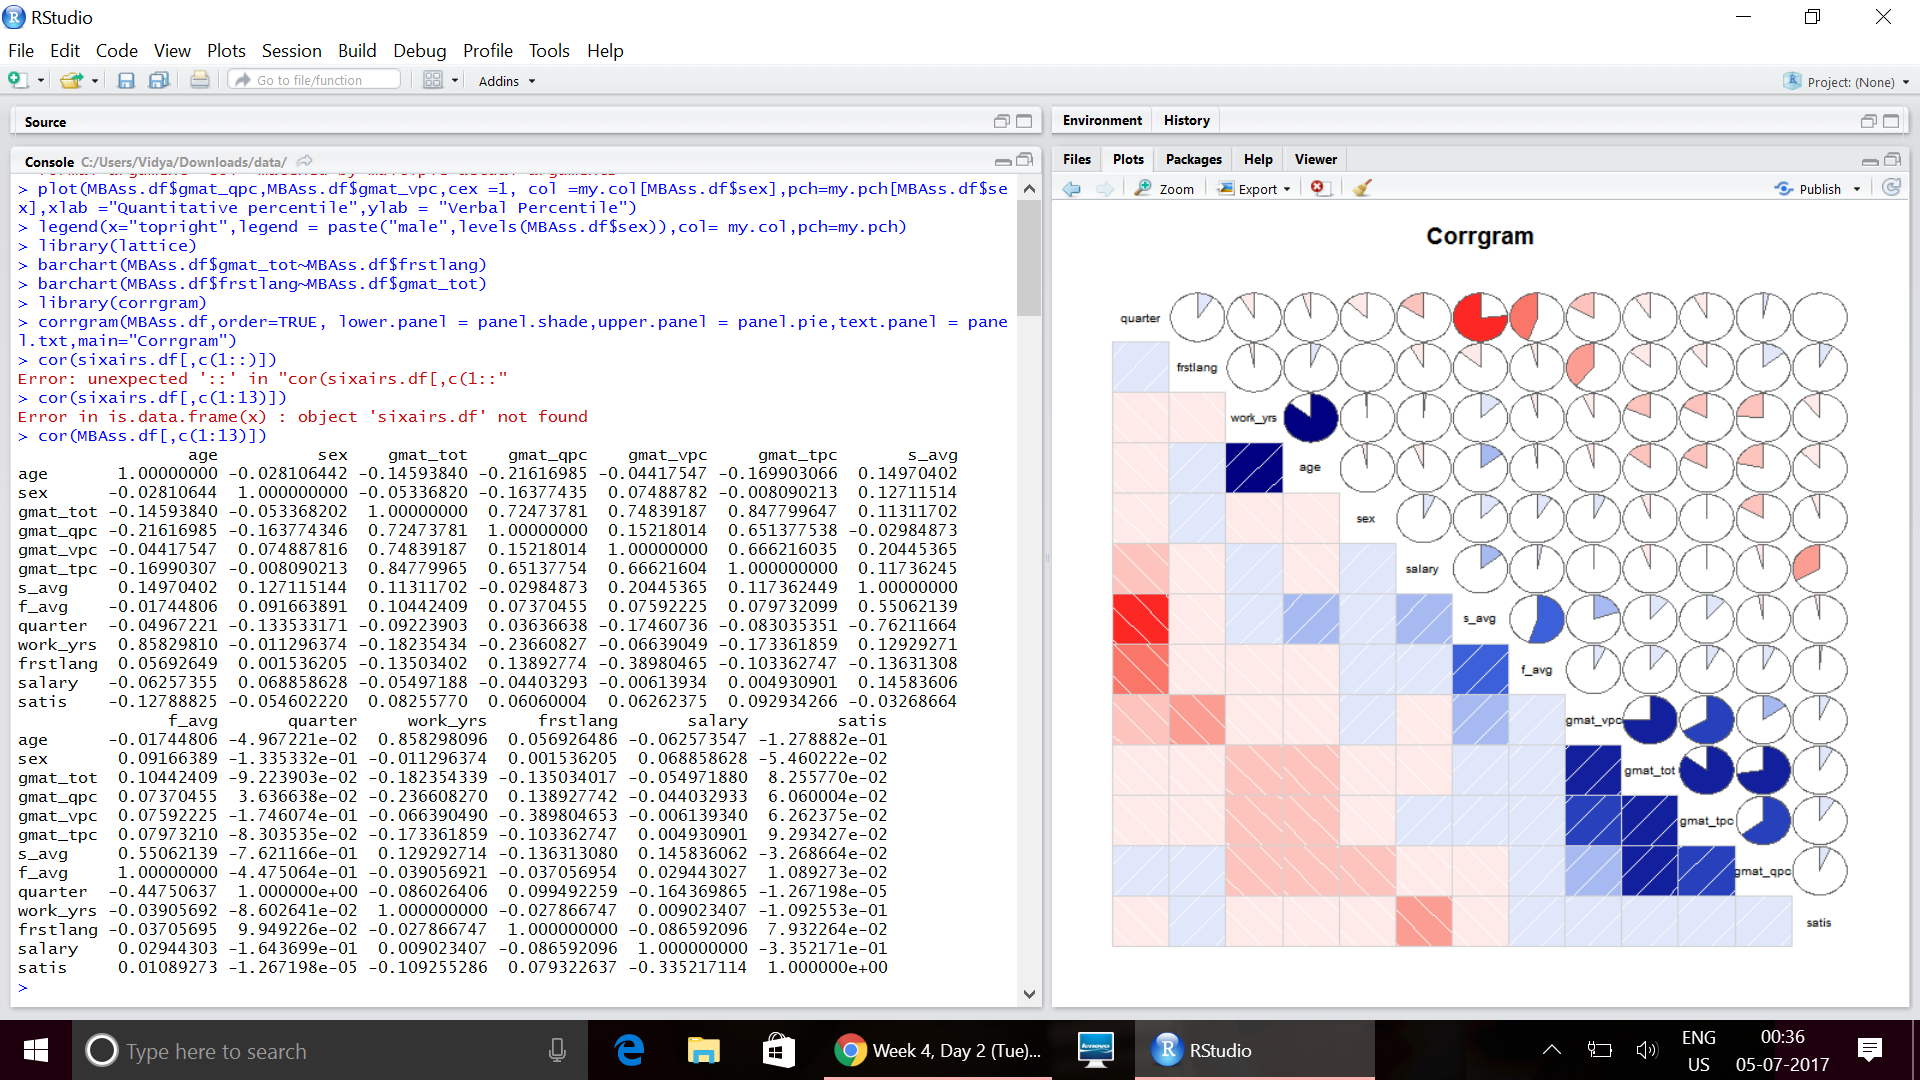 RStudio
File Edit Code View Plots Session Build Debug Profile Tools Help
Go to file/function Addins Project: (None)
Source
Console C:/Users/Vidya/Downloads/data/
> plot(MBAss.df$gmat_qpc,MBAss.df$gmat_vpc,cex =1, col =my.col[MBAss.df$sex],pch=my.pch[MBAss.df$se
x],xlab ="Quantitative percentile",ylab = "Verbal Percentile")
> legend(x="topright",legend = paste("male",levels(MBAss.df$sex)),col= my.col,pch=my.pch)
> library(lattice)
> barchart(MBAss.df$gmat_tot~MBAss.df$frstlang)
> barchart(MBAss.df$frstlang~MBAss.df$gmat_tot)
> library(corrgram)
> corrgram(MBAss.df,order=TRUE, lower.panel = panel.shade,upper.panel = panel.pie,text.panel = pane
l.txt,main="Corrgram")
> cor(sixairs.df[,c(1::)])
Error: unexpected '::' in "cor(sixairs.df[,c(1::"
> cor(sixairs.df[,c(1:13)])
Error in is.data.frame(x) : object 'sixairs.df' not found
> cor(MBAss.df[,c(1:13)])
age sex gmat_tot gmat_qpc gmat_vpc gmat_tpc s_avg
age 1.00000000 -0.028106442 -0.14593840 -0.21616985 -0.04417547 -0.169903066 0.14970402
sex -0.02810644 1.000000000 -0.05336820 -0.16377435 0.07488782 -0.008090213 0.12711514
gmat_tot -0.14593840 -0.053368202 1.00000000 0.72473781 0.74839187 0.847799647 0.11311702
gmat_qpc -0.21616985 -0.163774346 0.72473781 1.00000000 0.15218014 0.651377538 -0.02984873
gmat_vpc -0.04417547 0.074887816 0.74839187 0.15218014 1.00000000 0.666216035 0.20445365
gmat_tpc -0.16990307 -0.008090213 0.84779965 0.65137754 0.66621604 1.000000000 0.11736245
s_avg 0.14970402 0.127115144 0.11311702 -0.02984873 0.20445365 0.117362449 1.00000000
f_avg -0.01744806 0.091663891 0.10442409 0.07370455 0.07592225 0.079732099 0.55062139
quarter -0.04967221 -0.133533171 -0.09223903 0.03636638 -0.17460736 -0.083035351 -0.76211664
work_yrs 0.85829810 -0.011296374 -0.18235434 -0.23660827 -0.06639049 -0.173361859 0.12929271
frstlang 0.05692649 0.001536205 -0.13503402 0.13892774 -0.38980465 -0.103362747 -0.13631308
salary -0.06257355 0.068858628 -0.05497188 -0.04403293 -0.00613934 0.004930901 0.14583606
satis -0.12788825 -0.054602220 0.08255770 0.06060004 0.06262375 0.092934266 -0.03268664
f_avg quarter work_yrs frstlang salary satis
age -0.01744806 -4.967221e-02 0.858298096 0.056926486 -0.062573547 -1.278882e-01
sex 0.09166389 -1.335332e-01 -0.011296374 0.001536205 0.068858628 -5.460222e-02
gmat_tot 0.10442409 -9.223903e-02 -0.182354339 -0.135034017 -0.054971880 8.255770e-02
gmat_qpc 0.07370455 3.636638e-02 -0.236608270 0.138927742 -0.044032933 6.060004e-02
gmat_vpc 0.07592225 -1.746074e-01 -0.066390490 -0.389804653 -0.006139340 6.262375e-02
gmat_tpc 0.07973210 -8.303535e-02 -0.173361859 -0.103362747 0.004930901 9.293427e-02
s_avg 0.55062139 -7.621166e-01 0.129292714 -0.136313080 0.145836062 -3.268664e-02
f_avg 1.00000000 -4.475064e-01 -0.039056921 -0.037056954 0.029443027 1.089273e-02
quarter -0.44750637 1.000000e+00 -0.086026406 0.099492259 -0.164369865 -1.267198e-05
work_yrs -0.03905692 -8.602641e-02 1.000000000 -0.027866747 0.009023407 -1.092553e-01
frstlang -0.03705695 9.949226e-02 -0.027866747 1.000000000 -0.086592096 7.932264e-02
salary 0.02944303 -1.643699e-01 0.009023407 -0.086592096 1.000000000 -3.352171e-01
satis 0.01089273 -1.267198e-05 -0.109255286 0.079322637 -0.335217114 1.000000e+00
>
Environment History
Files Plots Packages Help Viewer
Zoom Export Publish
Corrgram
quarter
frstlang
work_yrs
age
sex
salary
s_avg
f_avg
gmat_vpc
gmat_tot
gmat_tpc
gmat_qpc
satis
Type here to search
lenovo
Week 4, Day 2 (Tue)...
RStudio
ENG
US
00:36
05-07-2017